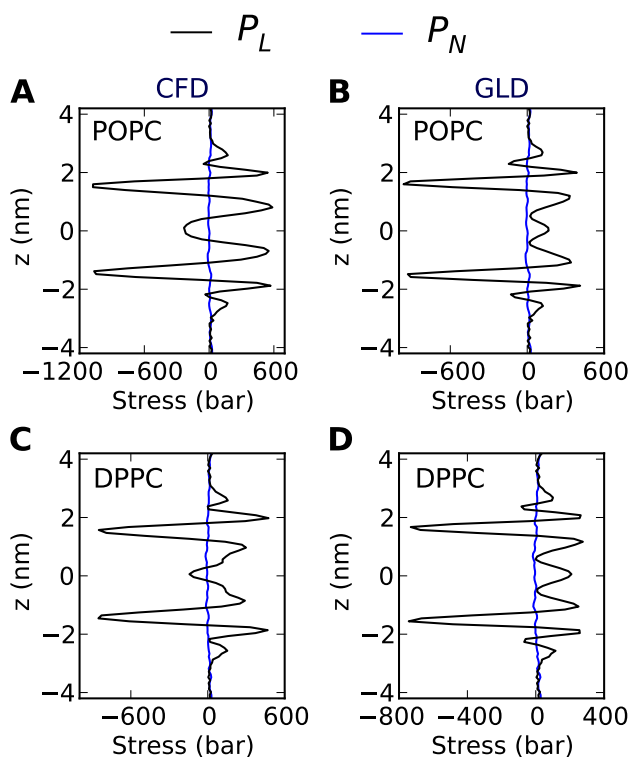 P_L P_N
A CFD B GLD
POPC POPC
4 4
2 2
0 0
−2 −2
−4 −4
z (nm) z (nm)
−1200 −600 0 600 −600 0 600
Stress (bar) Stress (bar)
C D
DPPC DPPC
4 4
2 2
0 0
−2 −2
−4 −4
z (nm) z (nm)
−600 0 600 −800 −400 0 400
Stress (bar) Stress (bar)